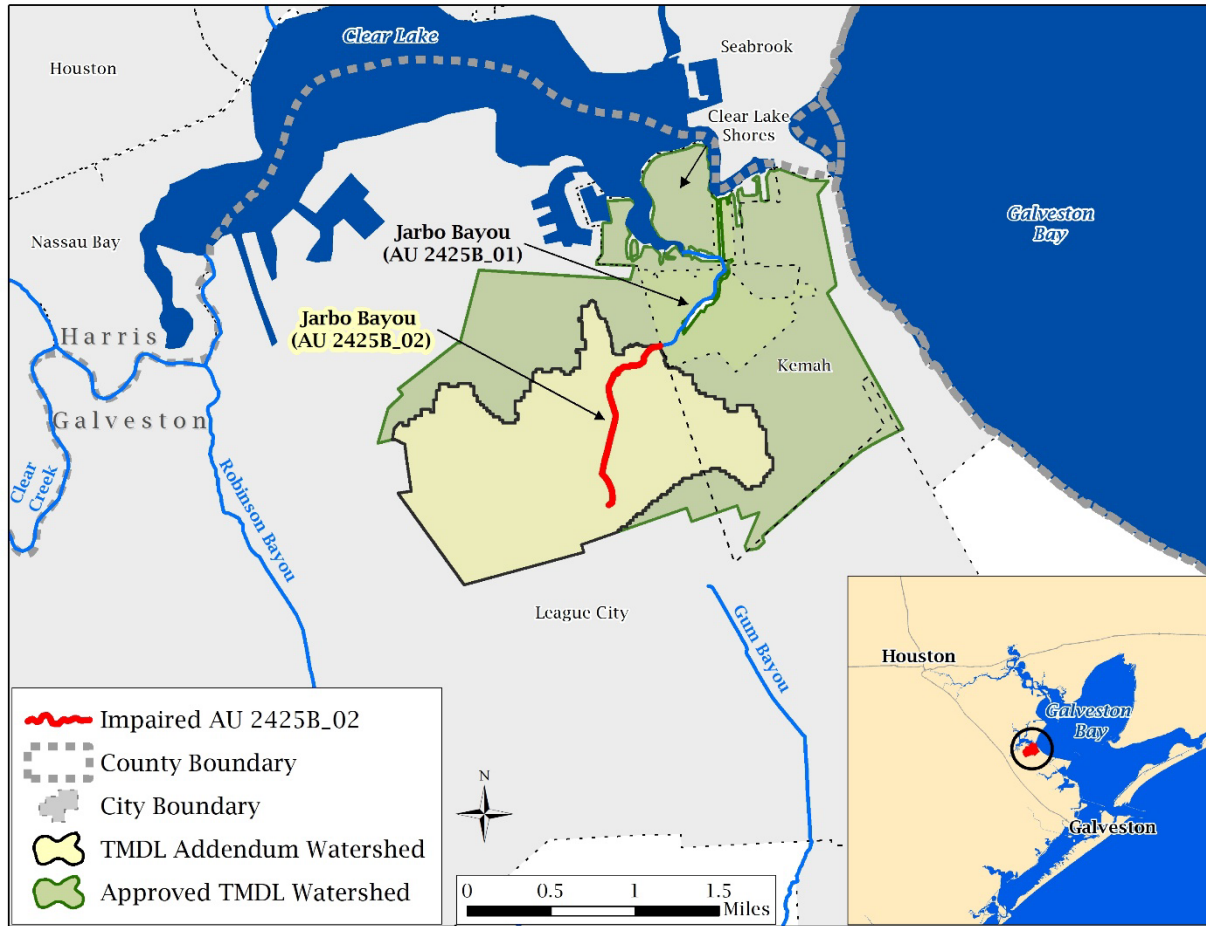 Clear Lake
Seabrook
Houston
Clear Lake
Shores
Nassau Bay
Jarbo Bayou
(AU 2425B_01)
Galveston
Bay
Jarbo Bayou
(AU 2425B_02)
Harris
Kemah
Galveston
Clear
Creek
Robinson Bayou
League City
Gum Bayou
Impaired AU 2425B_02
County Boundary
City Boundary
TMDL Addendum Watershed
Approved TMDL Watershed
N
0 0.5 1 1.5
Miles
Houston
Galveston
Bay
Galveston